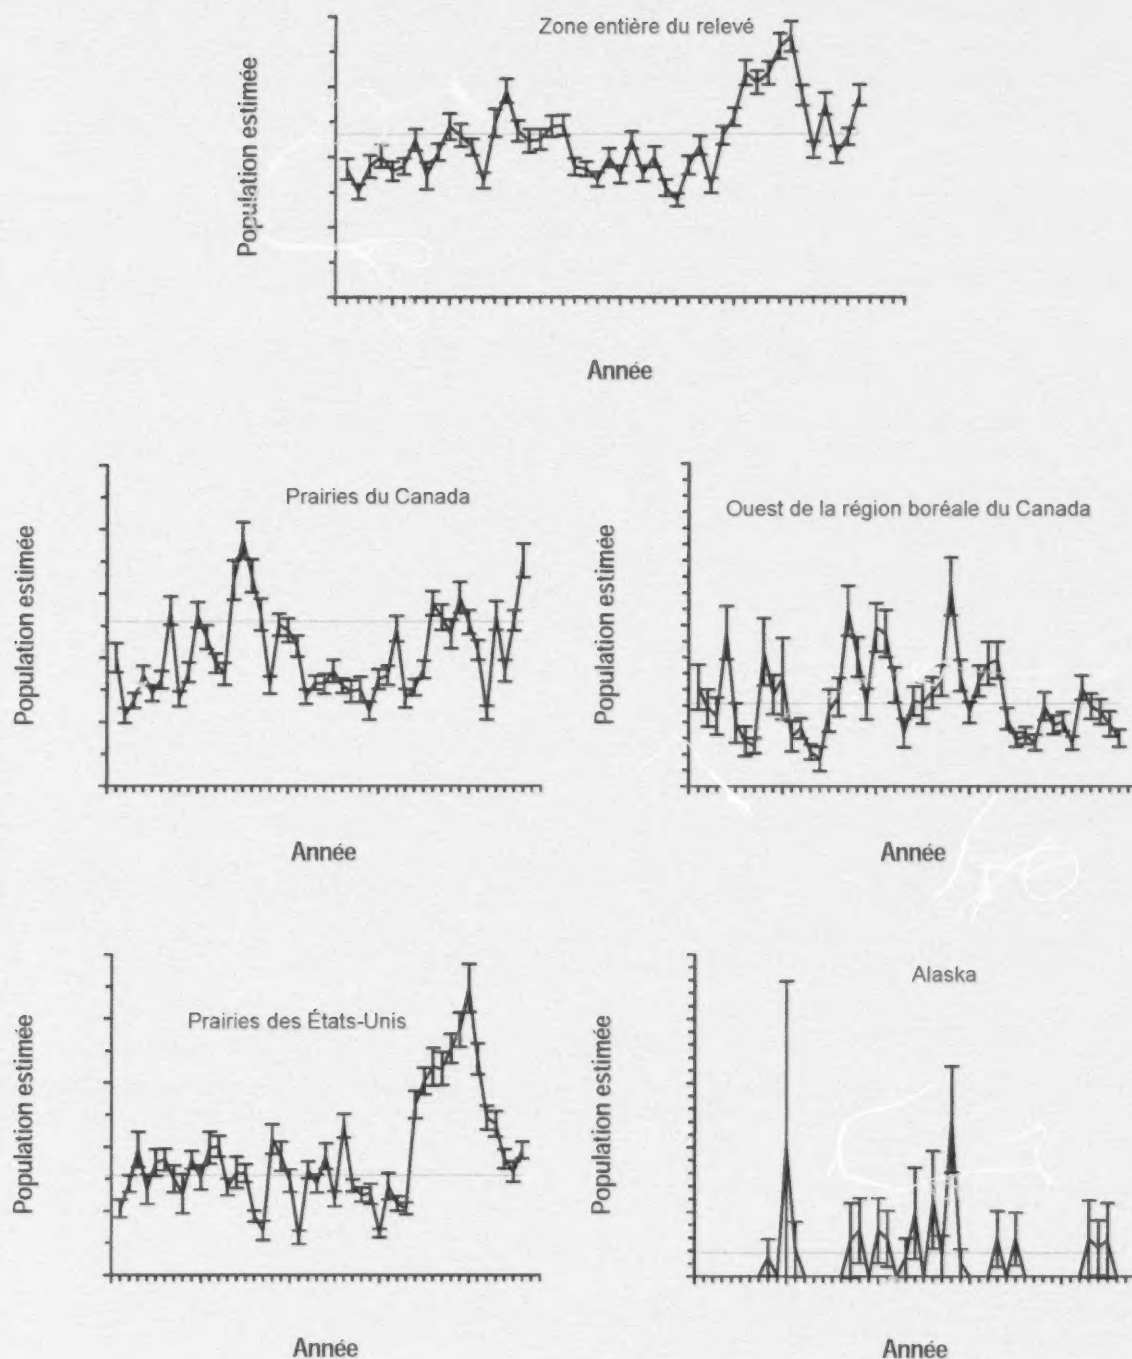 Zone entière du relevé
Population estimée
Année
Prairies du Canada
Population estimée
Année
Ouest de la région boréale du Canada
Population estimée
Année
Prairies des États-Unis
Population estimée
Année
Alaska
Population estimée
Année